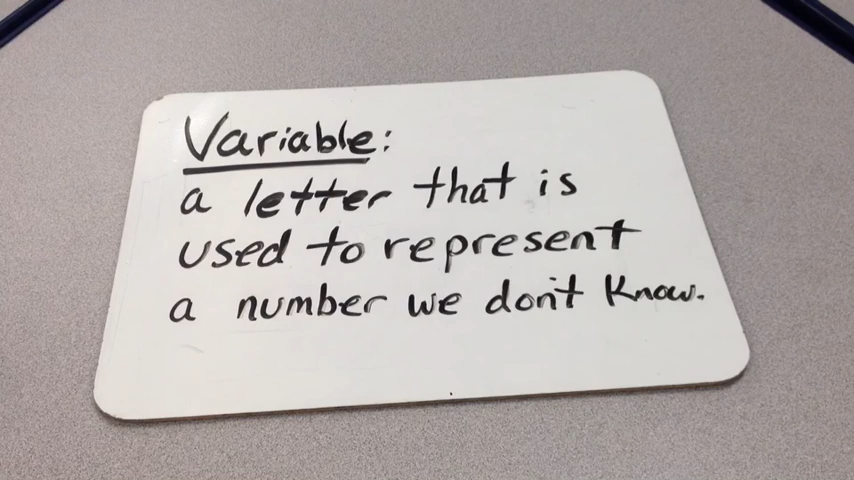 Variable:
a letter that is
used to represent
a number we don't know.